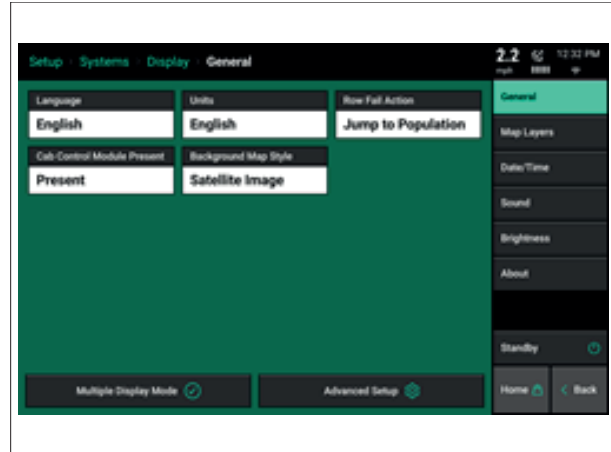 Setup · Systems · Display · General
2.2
mph
12:32 PM
Language
English
Units
English
Row Fail Action
Jump to Population
Cab Control Module Present
Present
Background Map Style
Satellite Image
General
Map Layers
Date/Time
Sound
Brightness
About
Standby
Multiple Display Mode
Advanced Setup
Home
Back